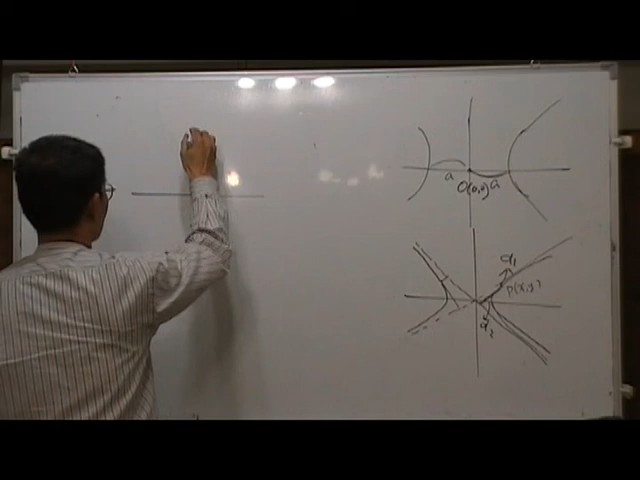 a
a
O(0,0)
d₁
P(x,y)
d₂